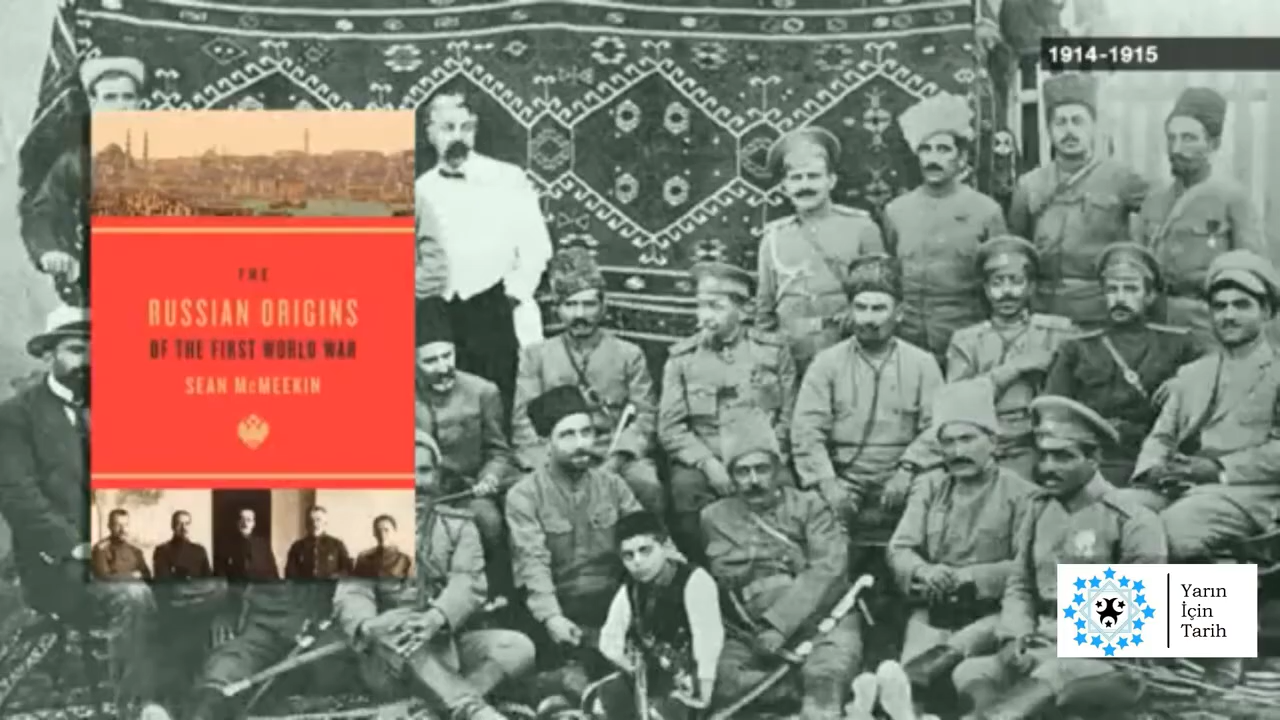 1914-1915
THE
RUSSIAN ORIGINS
OF THE FIRST WORLD WAR
SEAN McMEEKIN
Yarın
İçin
Tarih